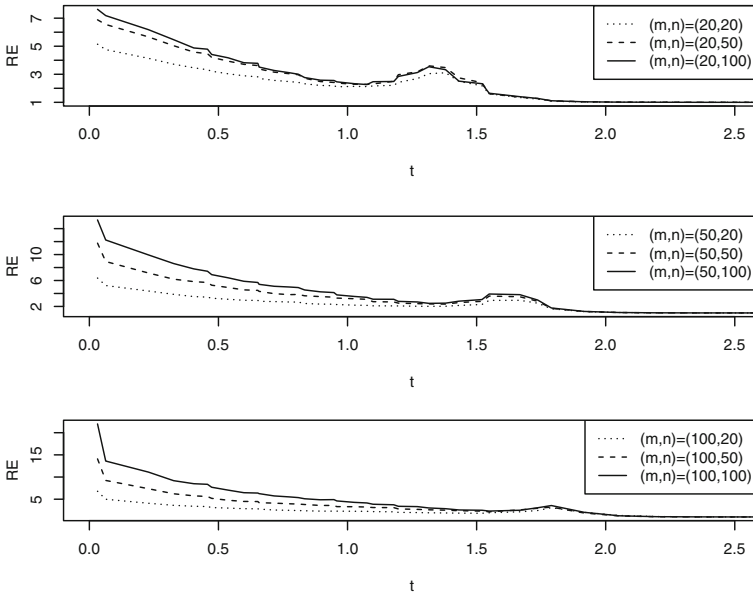 7
5
3
1
RE
(m,n)=(20,20)
(m,n)=(20,50)
(m,n)=(20,100)
0.0 0.5 1.0 1.5 2.0 2.5
t
10
6
2
RE
(m,n)=(50,20)
(m,n)=(50,50)
(m,n)=(50,100)
0.0 0.5 1.0 1.5 2.0 2.5
t
15
5
RE
(m,n)=(100,20)
(m,n)=(100,50)
(m,n)=(100,100)
0.0 0.5 1.0 1.5 2.0 2.5
t